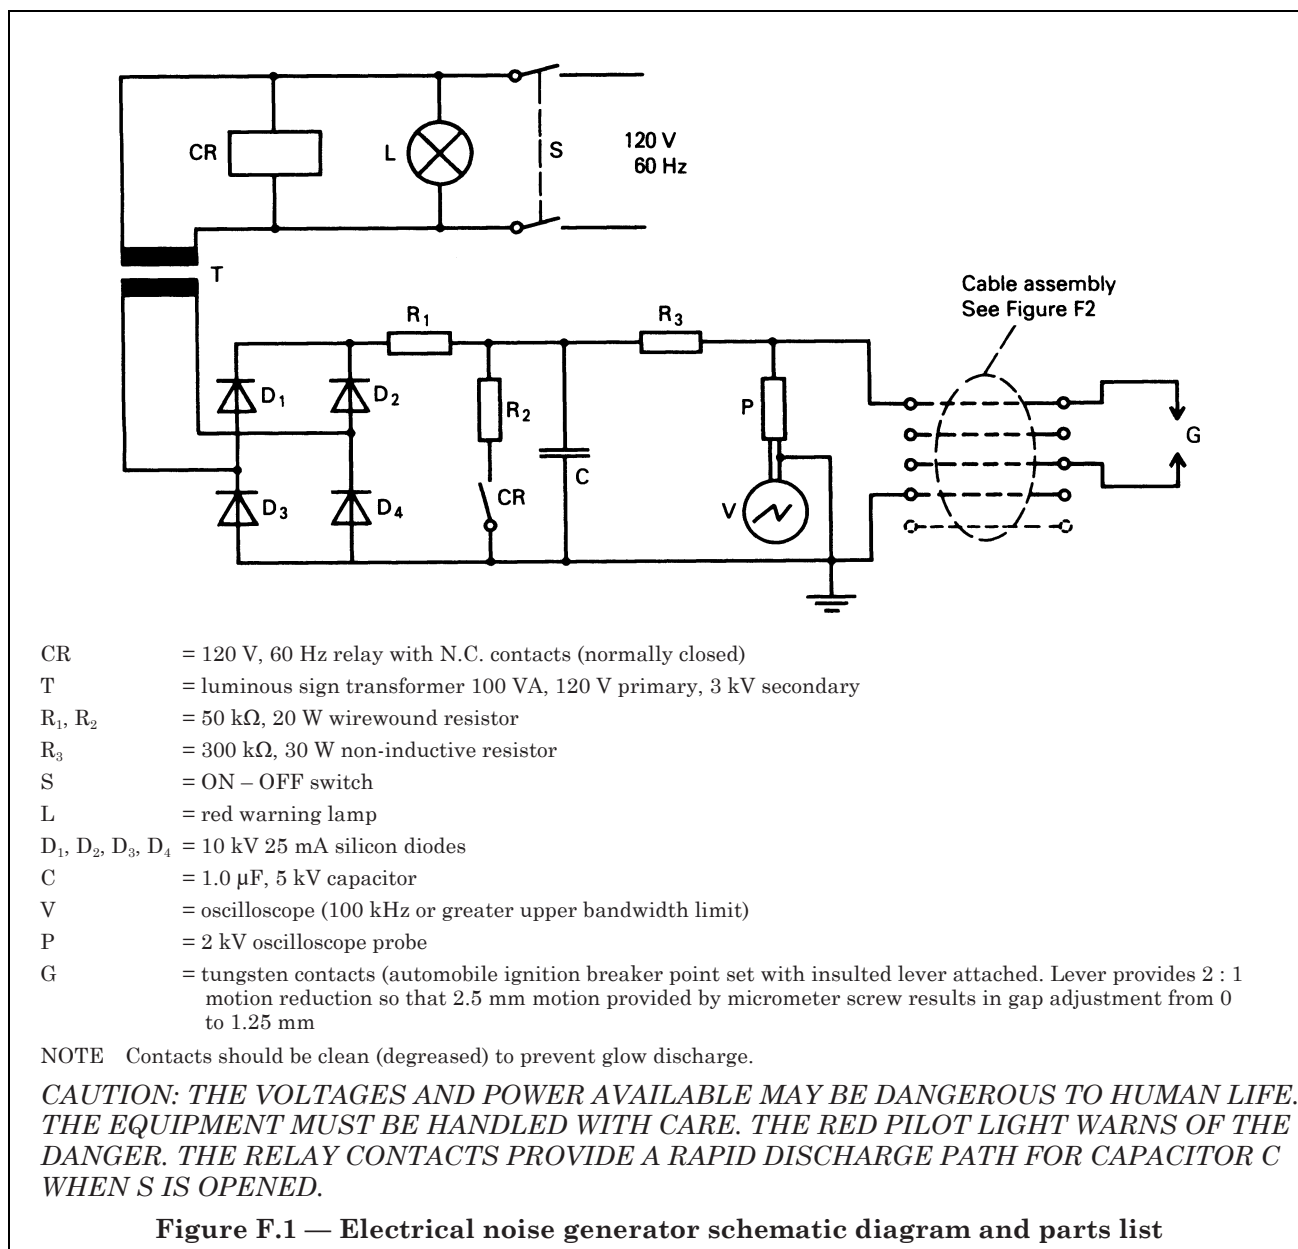 CR
L
S
120 V
60 Hz
T
Cable assembly
See Figure F2
R₁
R₃
D₁
D₂
R₂
P
G
C
D₃
D₄
CR
V
CR = 120 V, 60 Hz relay with N.C. contacts (normally closed)
T = luminous sign transformer 100 VA, 120 V primary, 3 kV secondary
R₁, R₂ = 50 kΩ, 20 W wirewound resistor
R₃ = 300 kΩ, 30 W non-inductive resistor
S = ON – OFF switch
L = red warning lamp
D₁, D₂, D₃, D₄ = 10 kV 25 mA silicon diodes
C = 1.0 μF, 5 kV capacitor
V = oscilloscope (100 kHz or greater upper bandwidth limit)
P = 2 kV oscilloscope probe
G = tungsten contacts (automobile ignition breaker point set with insulted lever attached. Lever provides 2 : 1
motion reduction so that 2.5 mm motion provided by micrometer screw results in gap adjustment from 0
to 1.25 mm
NOTE Contacts should be clean (degreased) to prevent glow discharge.
CAUTION: THE VOLTAGES AND POWER AVAILABLE MAY BE DANGEROUS TO HUMAN LIFE.
THE EQUIPMENT MUST BE HANDLED WITH CARE. THE RED PILOT LIGHT WARNS OF THE
DANGER. THE RELAY CONTACTS PROVIDE A RAPID DISCHARGE PATH FOR CAPACITOR C
WHEN S IS OPENED.
Figure F.1 — Electrical noise generator schematic diagram and parts list